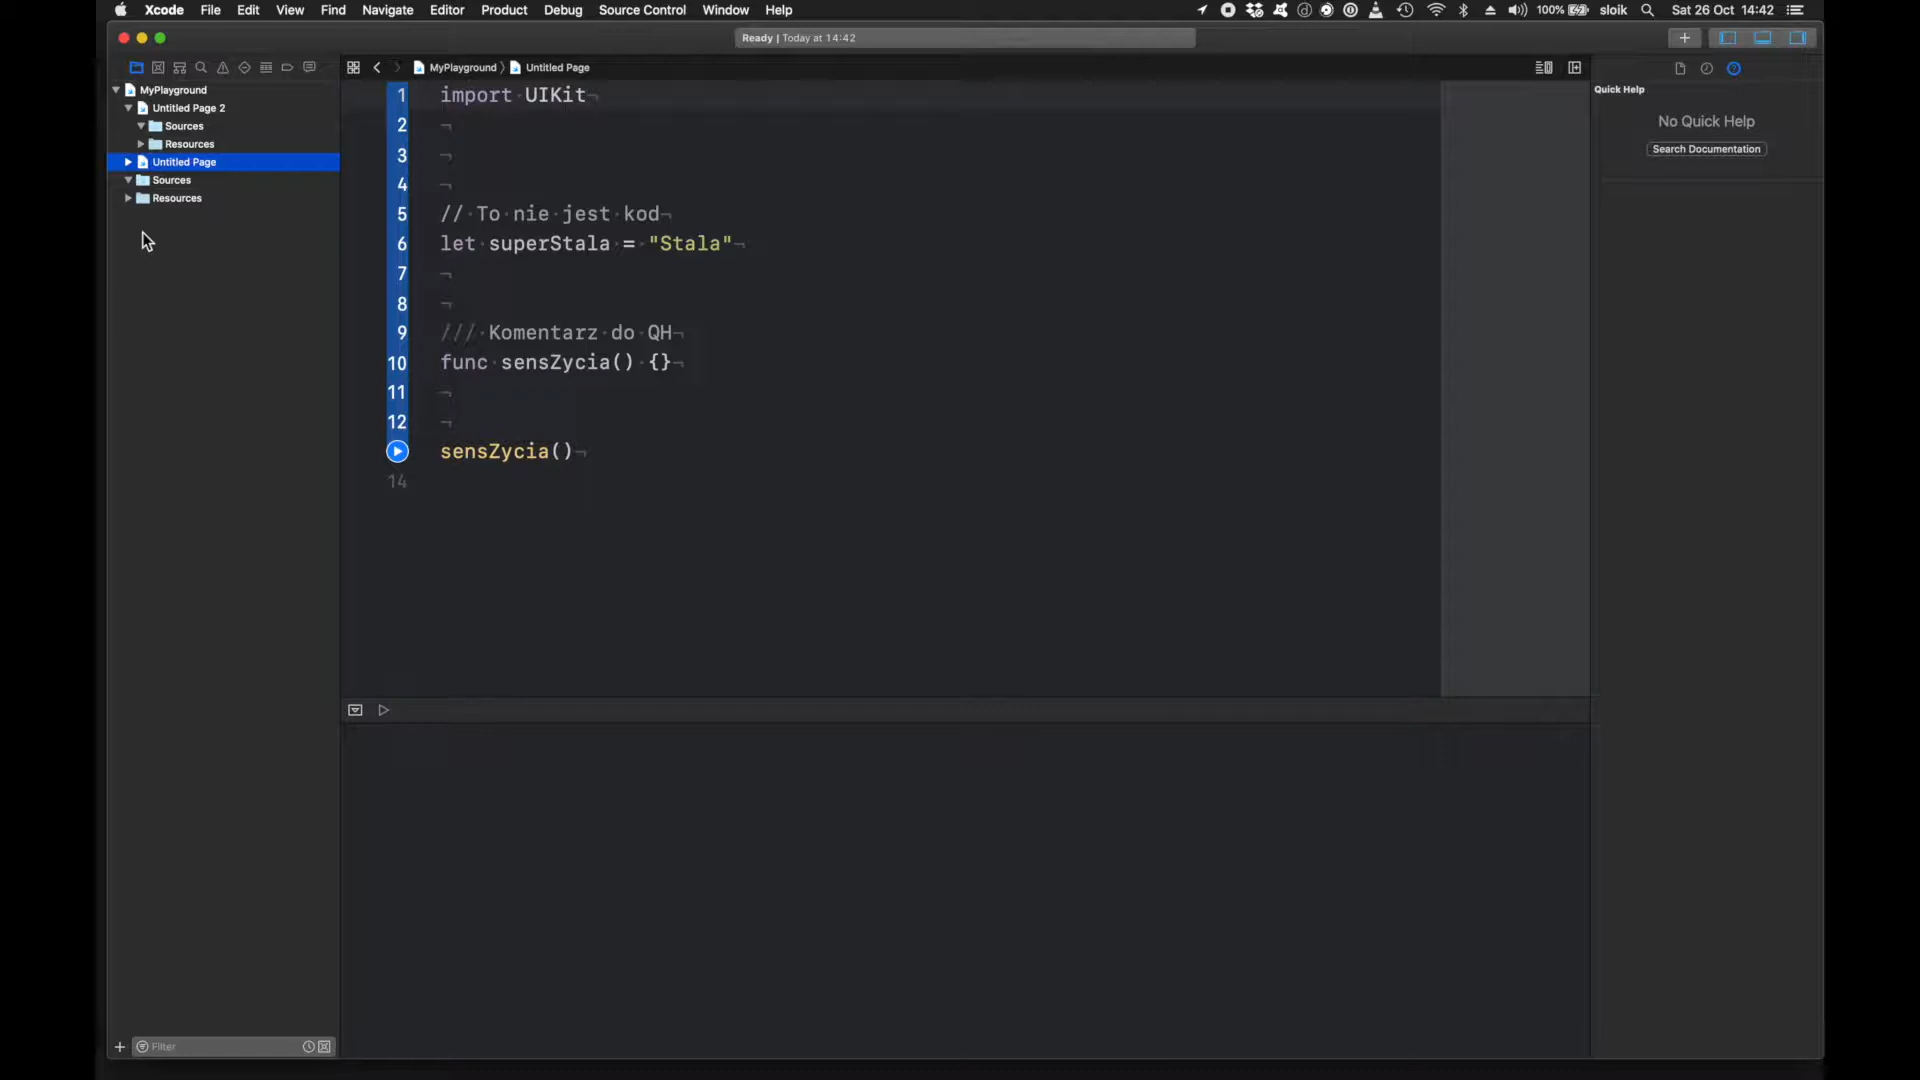 Xcode File Edit View Find Navigate Editor Product Debug Source Control Window Help 100% sloik Sat 26 Oct 14:42
Ready | Today at 14:42
MyPlayground Untitled Page
MyPlayground
Untitled Page 2
Sources
Resources
Untitled Page
Sources
Resources
1 import UIKit
2
3
4
5 // To nie jest kod
6 let superStala = "Stala"
7
8
9 /// Komentarz do QH
10 func sensZycia() {}
11
12
sensZycia()
14
Quick Help
No Quick Help
Search Documentation
Filter